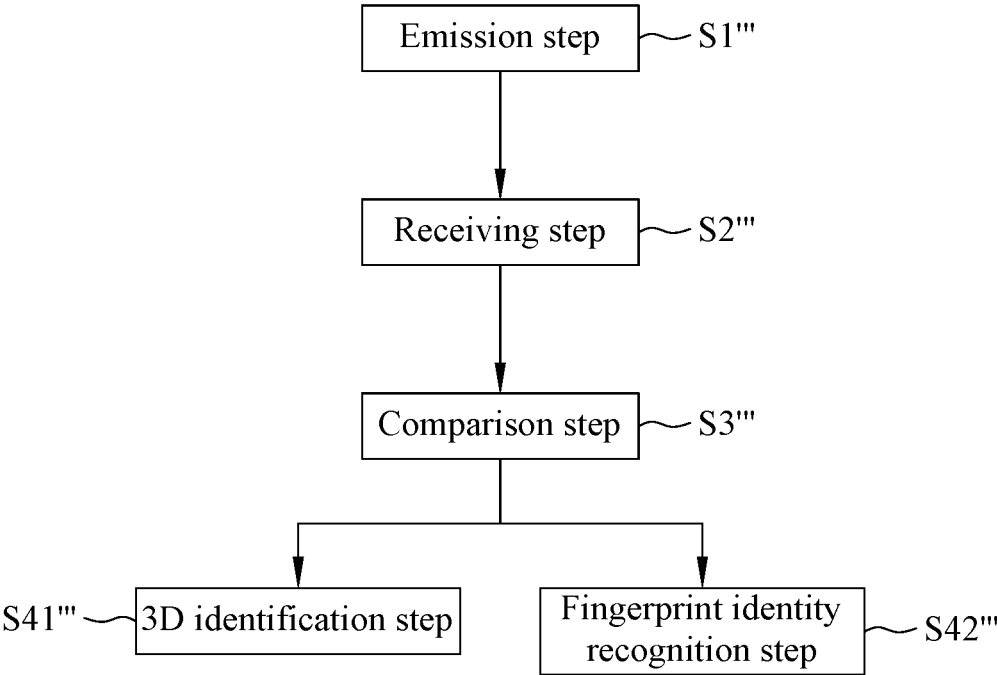 Emission step
S1'''
Receiving step
S2'''
Comparison step
S3'''
S41'''
3D identification step
Fingerprint identity
recognition step
S42'''